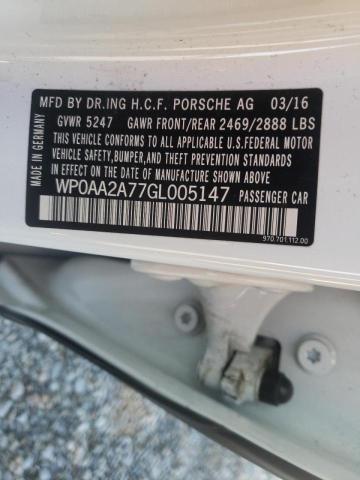 MFD BY DR.ING H.C.F. PORSCHE AG 03/16
GVWR 5247 GAWR FRONT/REAR 2469/2888 LBS
THIS VEHICLE CONFORMS TO ALL APPLICABLE U.S.FEDERAL MOTOR
VEHICLE SAFETY, BUMPER,AND THEFT PREVENTION STANDARDS
IN EFFECT ON THE DATE OF MANUFACTURE SHOWN ABOVE.
WP0AA2A77GL005147 PASSENGER CAR
MADE IN GERMANY
970.701.112.00